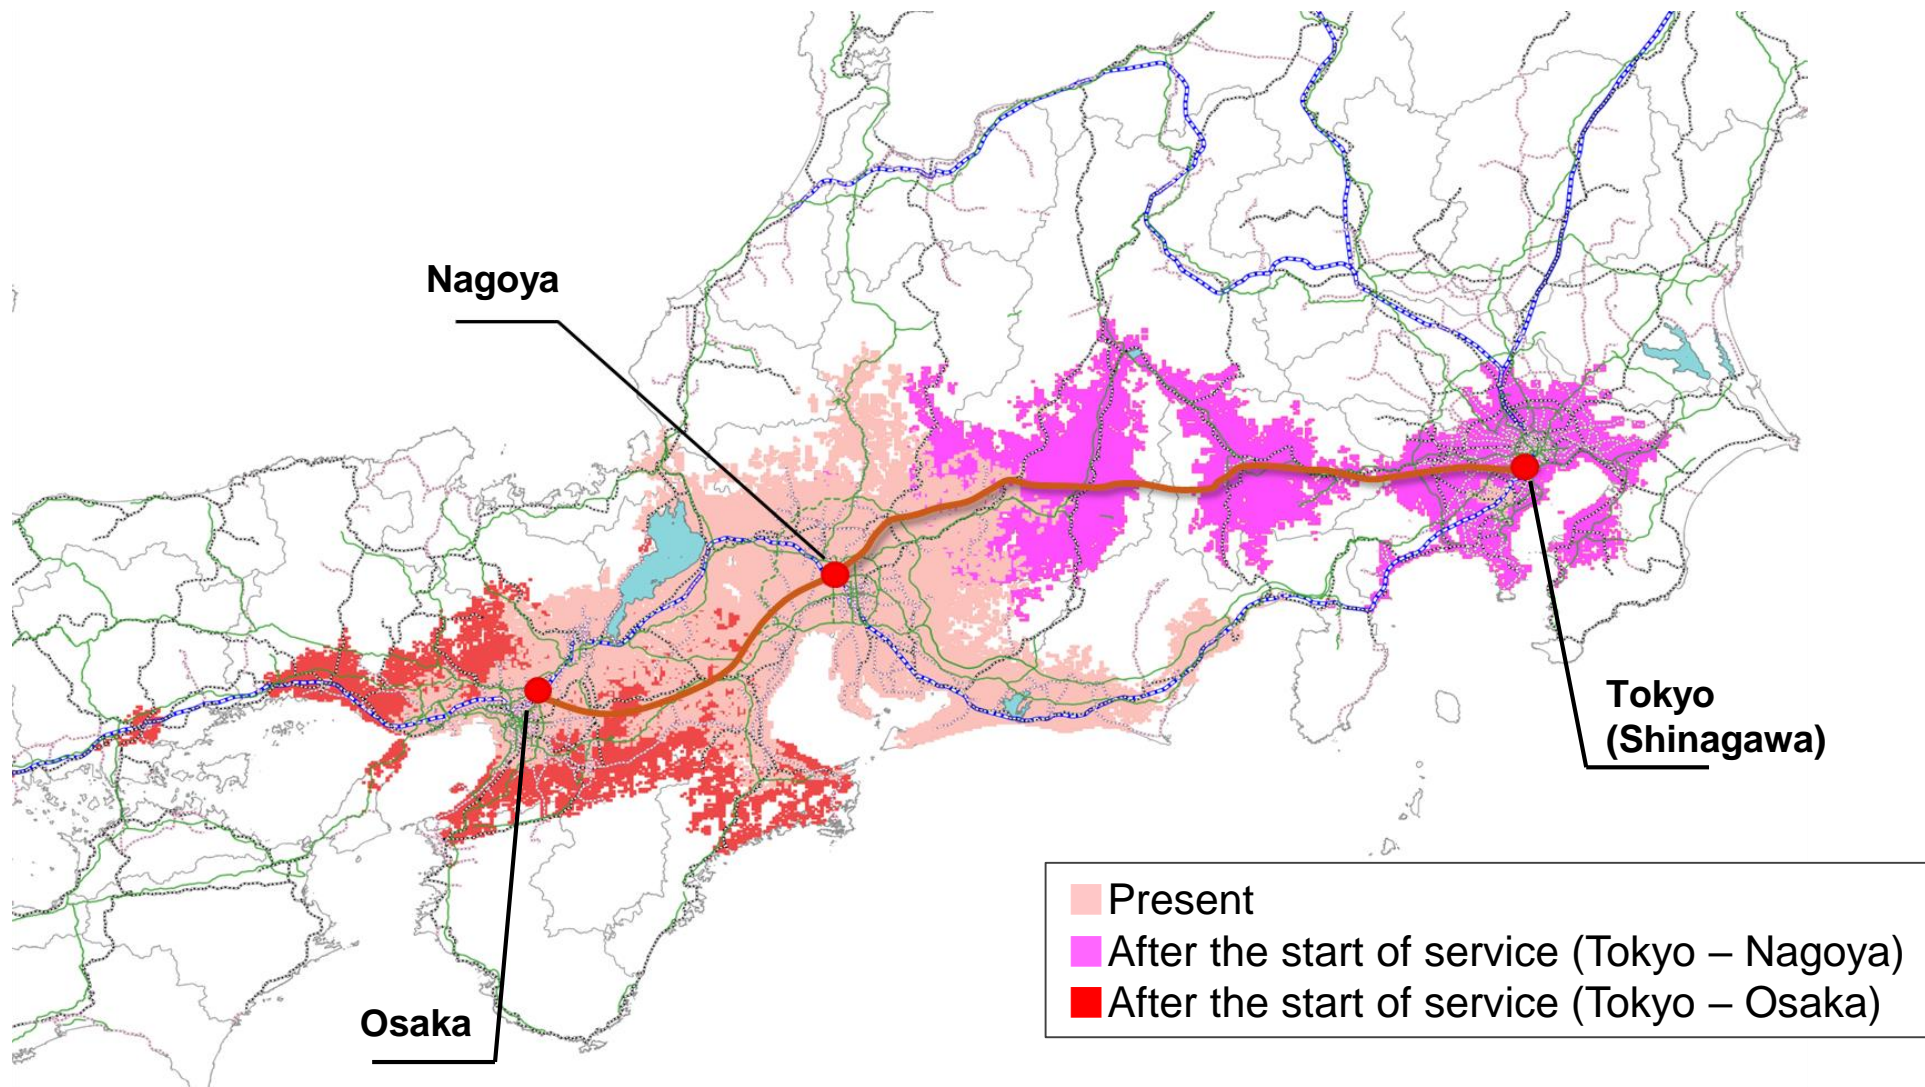 Nagoya
Tokyo
(Shinagawa)
Osaka
Present
After the start of service (Tokyo – Nagoya)
After the start of service (Tokyo – Osaka)